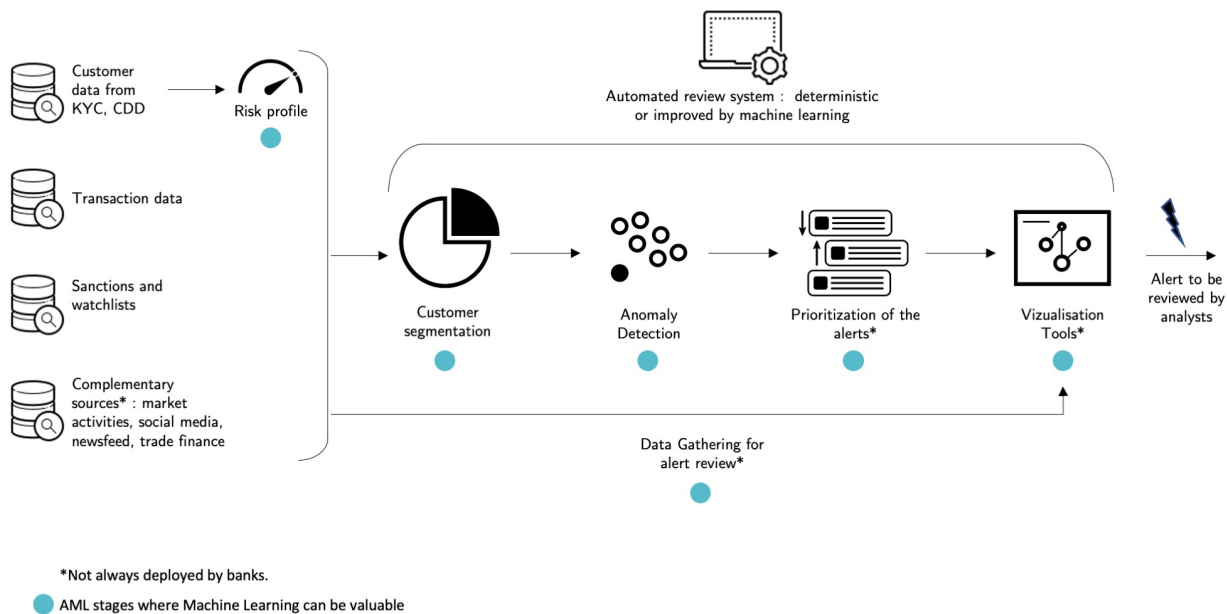 Customer
data from
KYC, CDD
Risk profile
Automated review system : deterministic
or improved by machine learning
Transaction data
Sanctions and
watchlists
Customer
segmentation
Anomaly
Detection
Prioritization of the
alerts*
Vizualisation
Tools*
Alert to be
reviewed by
analysts
Complementary
sources* : market
activities, social media,
newsfeed, trade finance
Data Gathering for
alert review*
*Not always deployed by banks.
AML stages where Machine Learning can be valuable